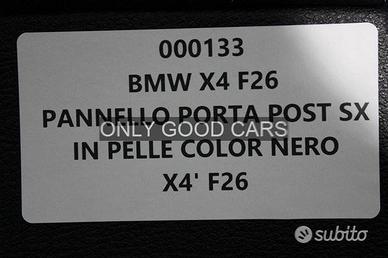 000133
BMW X4 F26
PANNELLO PORTA POST SX
ONLY GOOD CARS
IN PELLE COLOR NERO
X4' F26
subito